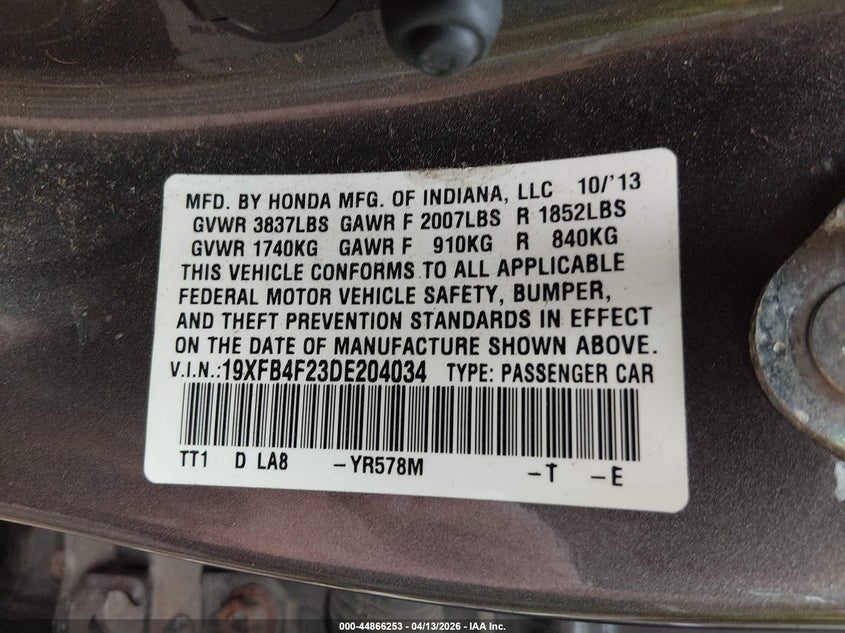 MFD. BY HONDA MFG. OF INDIANA, LLC 10/'13
GVWR 3837LBS GAWR F 2007LBS R 1852LBS
GVWR 1740KG GAWR F 910KG R 840KG
THIS VEHICLE CONFORMS TO ALL APPLICABLE
FEDERAL MOTOR VEHICLE SAFETY, BUMPER,
AND THEFT PREVENTION STANDARDS IN EFFECT
ON THE DATE OF MANUFACTURE SHOWN ABOVE.
V.I.N.:19XFB4F23DE204034 TYPE: PASSENGER CAR
TT1 D LA8 -YR578M -T -E
000-44866253 - 04/13/2026 - IAA Inc.